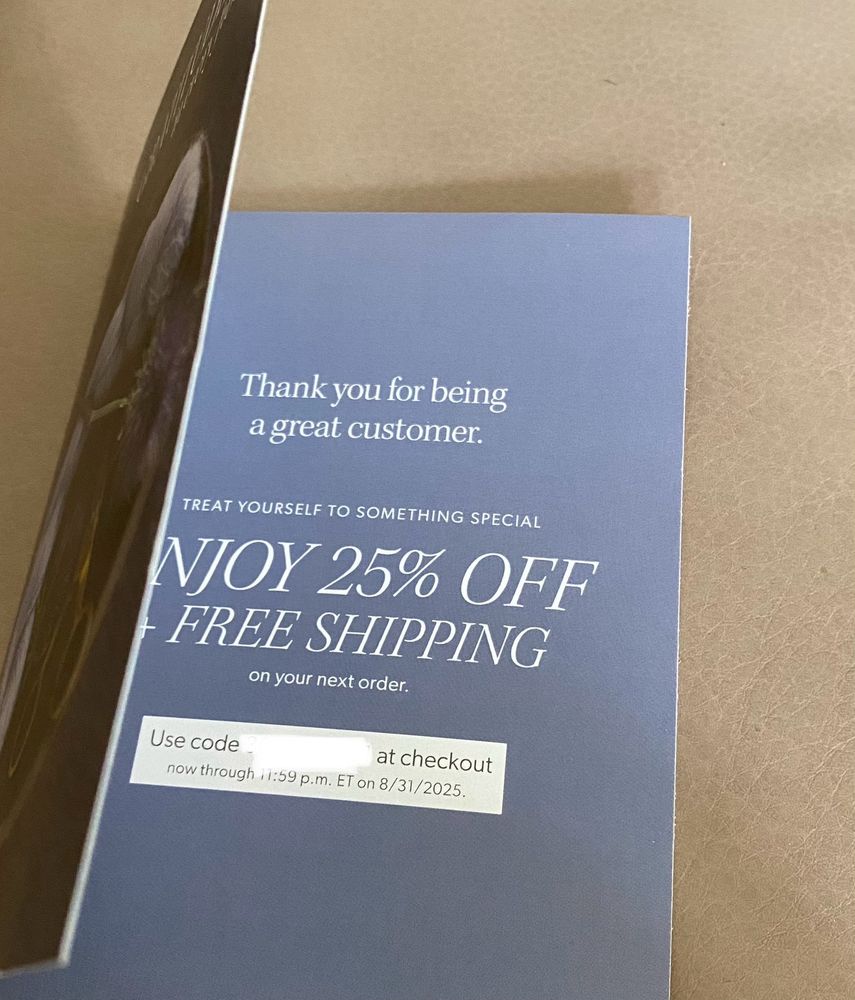 Thank you for being
a great customer.
TREAT YOURSELF TO SOMETHING SPECIAL
NJOY 25% OFF
+ FREE SHIPPING
on your next order.
Use code at checkout
now through 11:59 p.m. ET on 8/31/2025.